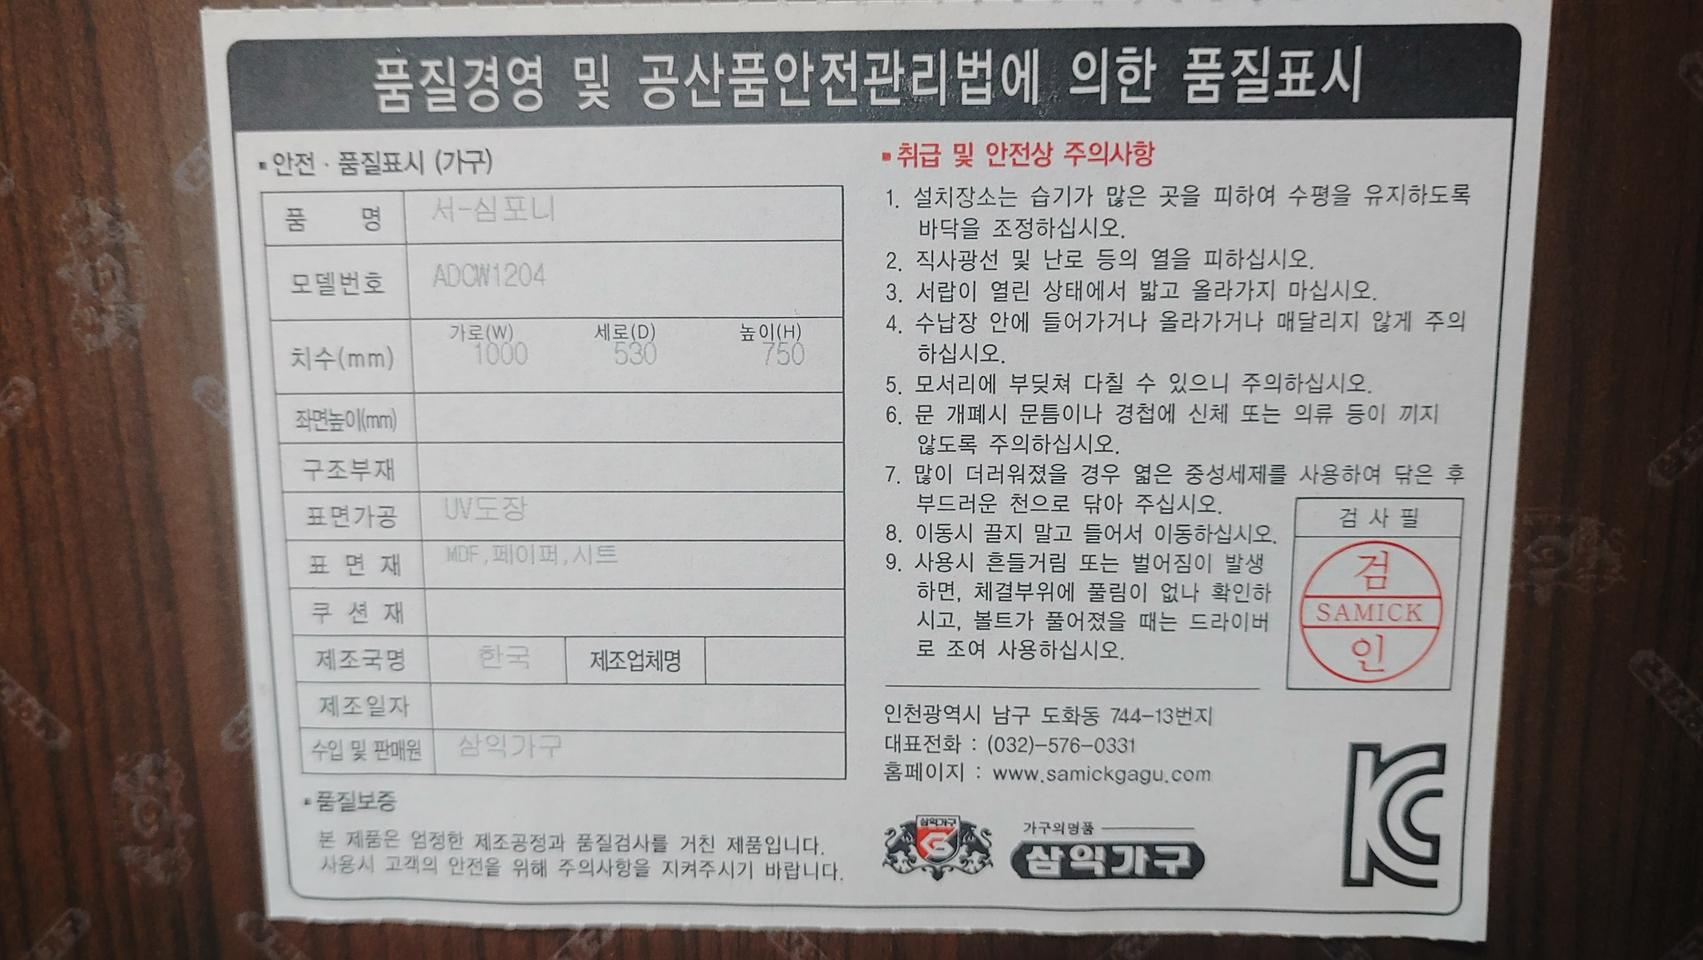 품질경영 및 공산품안전관리법에 의한 품질표시
▪안전 · 품질표시 (가구)
품 명 서-심포니
모델번호 ADCW1204
치수(mm) 가로(W) 세로(D) 높이(H)
1000 530 750
좌면높이(mm)
구조부재
표면가공 UV도장
표 면 재 MDF,페이퍼,시트
쿠 션 재
제조국명 한국 제조업체명
제조일자
수입 및 판매원 삼익가구
▪품질보증
본 제품은 엄정한 제조공정과 품질검사를 거친 제품입니다.
사용시 고객의 안전을 위해 주의사항을 지켜주시기 바랍니다.
▪취급 및 안전상 주의사항
1. 설치장소는 습기가 많은 곳을 피하여 수평을 유지하도록
바닥을 조정하십시오.
2. 직사광선 및 난로 등의 열을 피하십시오.
3. 서랍이 열린 상태에서 밟고 올라가지 마십시오.
4. 수납장 안에 들어가거나 올라가거나 매달리지 않게 주의
하십시오.
5. 모서리에 부딪쳐 다칠 수 있으니 주의하십시오.
6. 문 개폐시 문틈이나 경첩에 신체 또는 의류 등이 끼지
않도록 주의하십시오.
7. 많이 더러워졌을 경우 엷은 중성세제를 사용하여 닦은 후
부드러운 천으로 닦아 주십시오.
8. 이동시 끌지 말고 들어서 이동하십시오.
9. 사용시 흔들거림 또는 벌어짐이 발생
하면, 체결부위에 풀림이 없나 확인하
시고, 볼트가 풀어졌을 때는 드라이버
로 조여 사용하십시오.
검 사 필
검
SAMICK
인
인천광역시 남구 도화동 744-13번지
대표전화 : (032)-576-0331
홈페이지 : www.samickgagu.com
삼익가구
가구의명품
삼익가구
KC